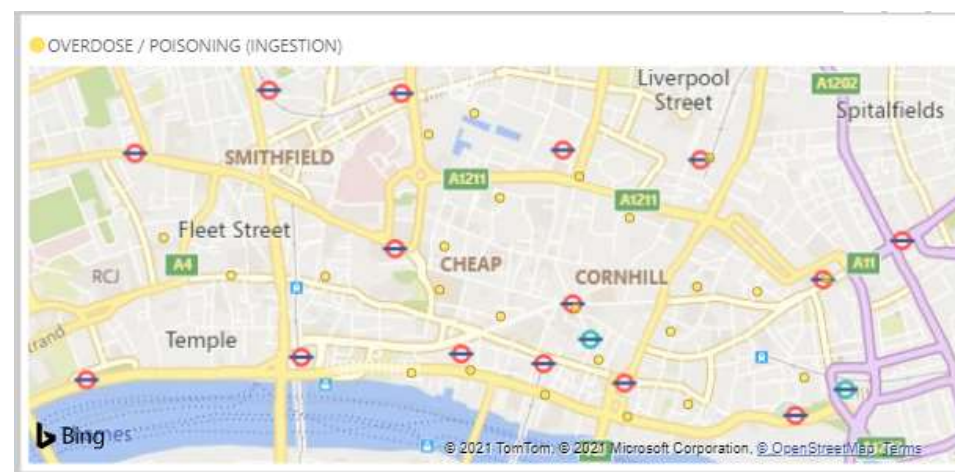 OVERDOSE / POISONING (INGESTION)
Liverpool
Street
A1202
Spitalfields
SMITHFIELD
A1211
A1211
Fleet Street
CHEAP
CORNHILL
A4
A11
RCJ
Temple
Bing
© 2021 TomTom, © 2021 Microsoft Corporation, © OpenStreetMap Terms